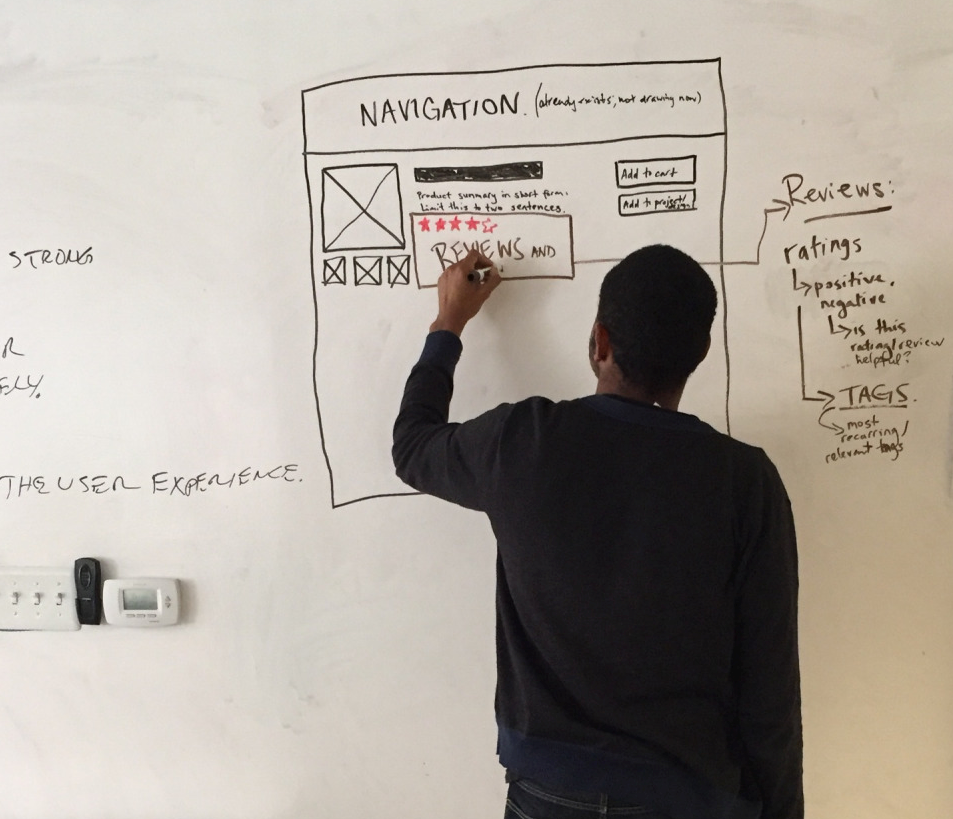 STRONG
R
ELY.
THE USER EXPERIENCE.
NAVIGATION. (already exists, not drawing now)
Product summary in short form.
Limit this to two sentences.
REVIEWS AND
Add to cart
Add to project/
Reviews:
ratings
positive.
negative
is this
rating/review
helpful?
TAGS.
most
recurring/
relevant tags